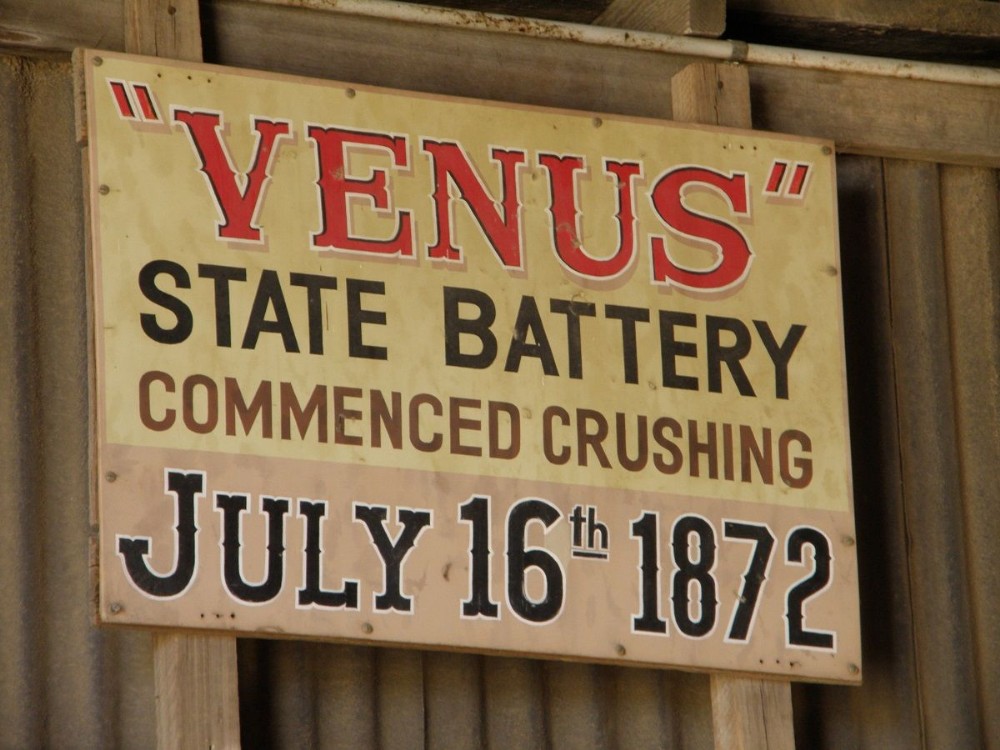 "VENUS"
STATE BATTERY
COMMENCED CRUSHING
JULY 16th 1872